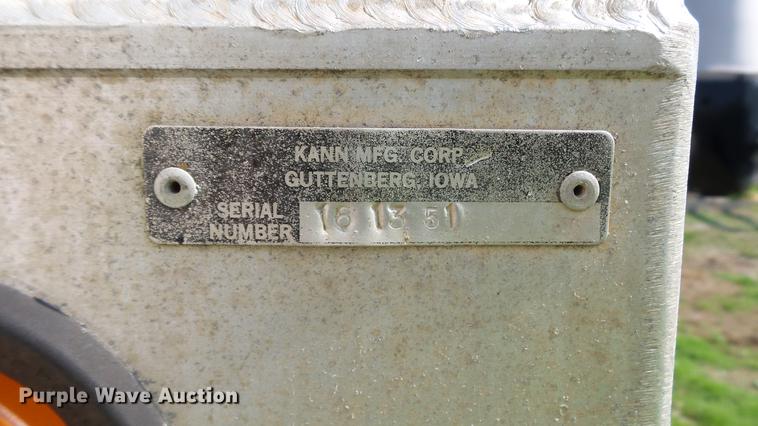 KANN MFG. CORP.
GUTTENBERG, IOWA
SERIAL NUMBER 16 13 51
Purple Wave Auction